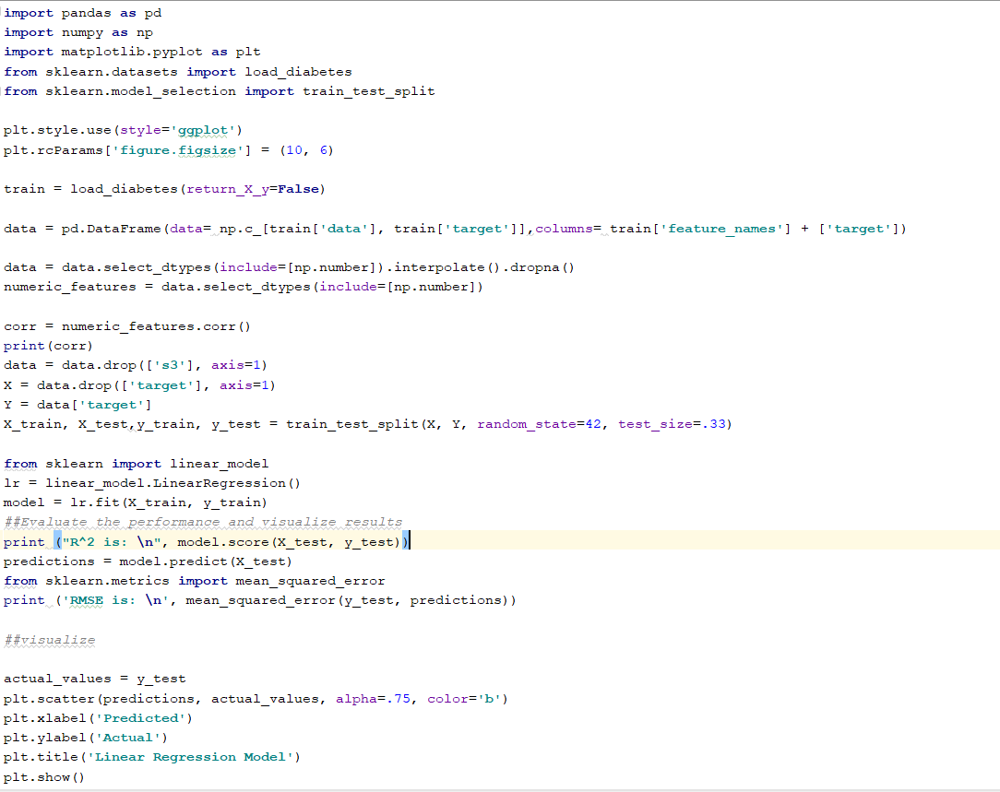 import pandas as pd
import numpy as np
import matplotlib.pyplot as plt
from sklearn.datasets import load_diabetes
from sklearn.model_selection import train_test_split

plt.style.use(style='ggplot')
plt.rcParams['figure.figsize'] = (10, 6)

train = load_diabetes(return_X_y=False)

data = pd.DataFrame(data= np.c_[train['data'], train['target']],columns= train['feature_names'] + ['target'])

data = data.select_dtypes(include=[np.number]).interpolate().dropna()
numeric_features = data.select_dtypes(include=[np.number])

corr = numeric_features.corr()
print(corr)
data = data.drop(['s3'], axis=1)
X = data.drop(['target'], axis=1)
Y = data['target']
X_train, X_test,y_train, y_test = train_test_split(X, Y, random_state=42, test_size=.33)

from sklearn import linear_model
lr = linear_model.LinearRegression()
model = lr.fit(X_train, y_train)
##Evaluate the performance and visualize results
print ("R^2 is: \n", model.score(X_test, y_test))
predictions = model.predict(X_test)
from sklearn.metrics import mean_squared_error
print ('RMSE is: \n', mean_squared_error(y_test, predictions))

##visualize

actual_values = y_test
plt.scatter(predictions, actual_values, alpha=.75, color='b')
plt.xlabel('Predicted')
plt.ylabel('Actual')
plt.title('Linear Regression Model')
plt.show()